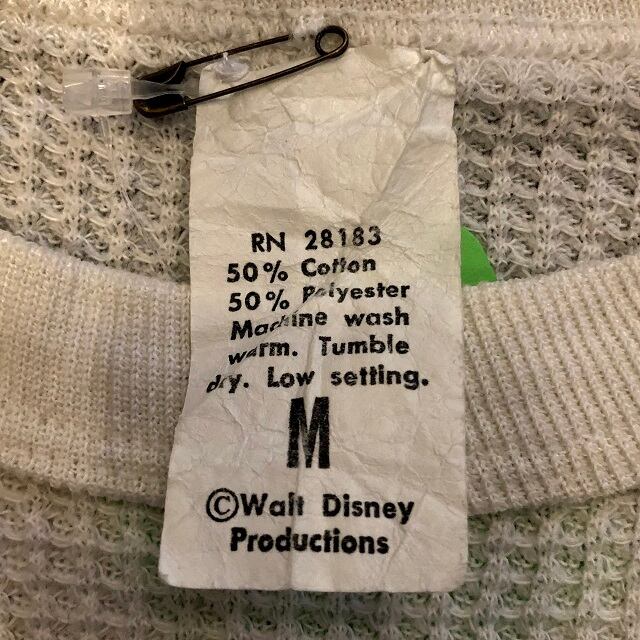 RN 28183
50% Cotton
50% Polyester
Machine wash
warm. Tumble
dry. Low setting.
M
©Walt Disney
Productions